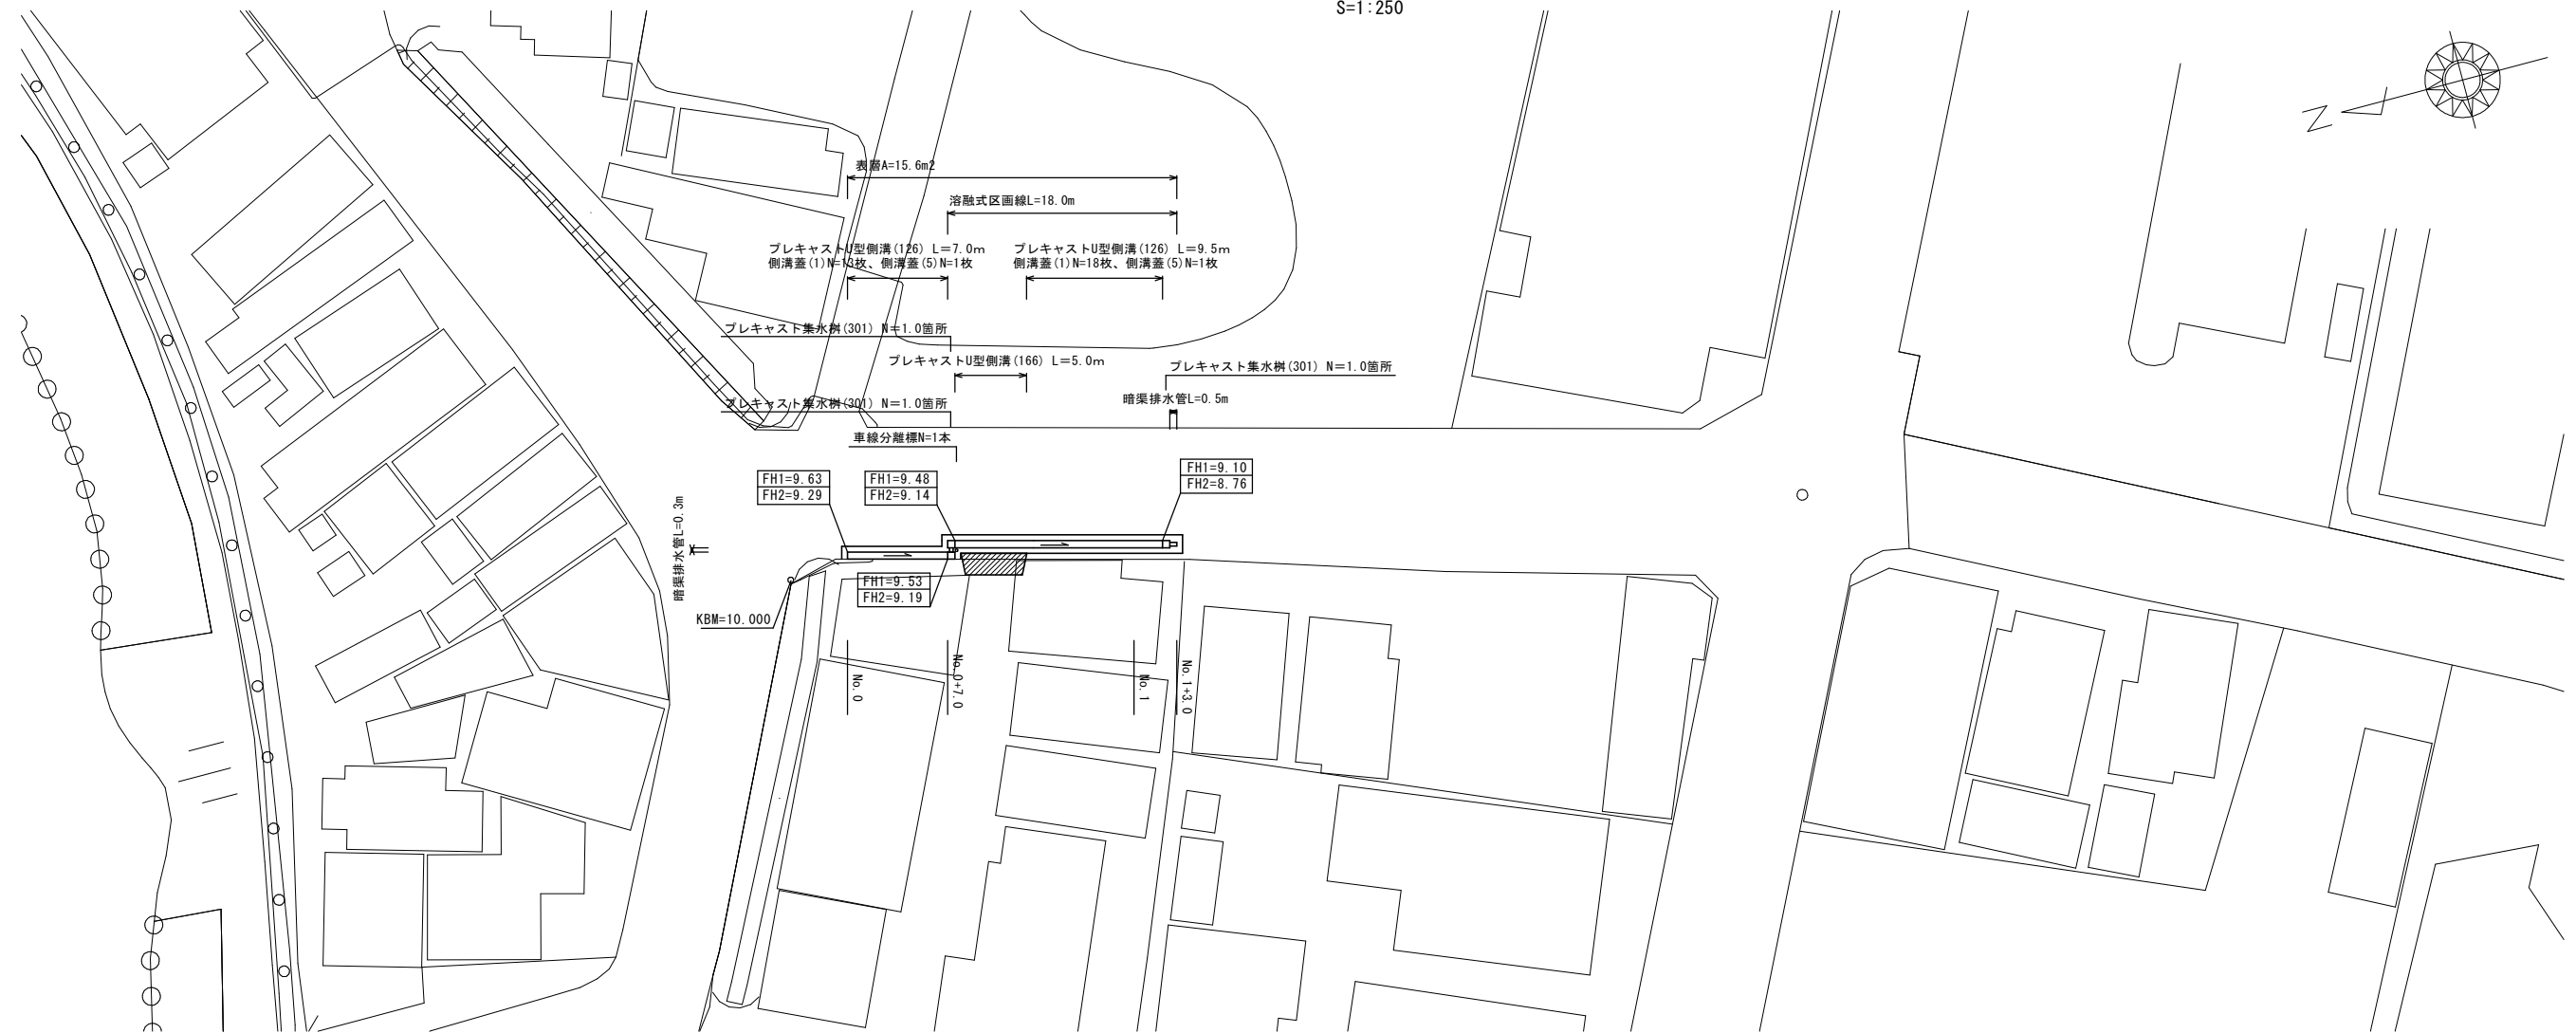 S=1:250
N
表層A=15.6m2
溶融式区画線L=18.0m
プレキャストU型側溝(126) L=7.0m
側溝蓋(1)N=13枚、側溝蓋(5)N=1枚
プレキャストU型側溝(126) L=9.5m
側溝蓋(1)N=18枚、側溝蓋(5)N=1枚
プレキャスト集水桝(301) N=1.0箇所
プレキャストU型側溝(166) L=5.0m
プレキャスト集水桝(301) N=1.0箇所
プレキャスト集水桝(301) N=1.0箇所
暗渠排水管L=0.5m
車線分離標N=1本
FH1=9.63
FH2=9.29
FH1=9.48
FH2=9.14
FH1=9.10
FH2=8.76
暗渠排水管L=0.3m
FH1=9.53
FH2=9.19
KBM=10.000
No.0
No.0+7.0
No.1
No.1+3.0